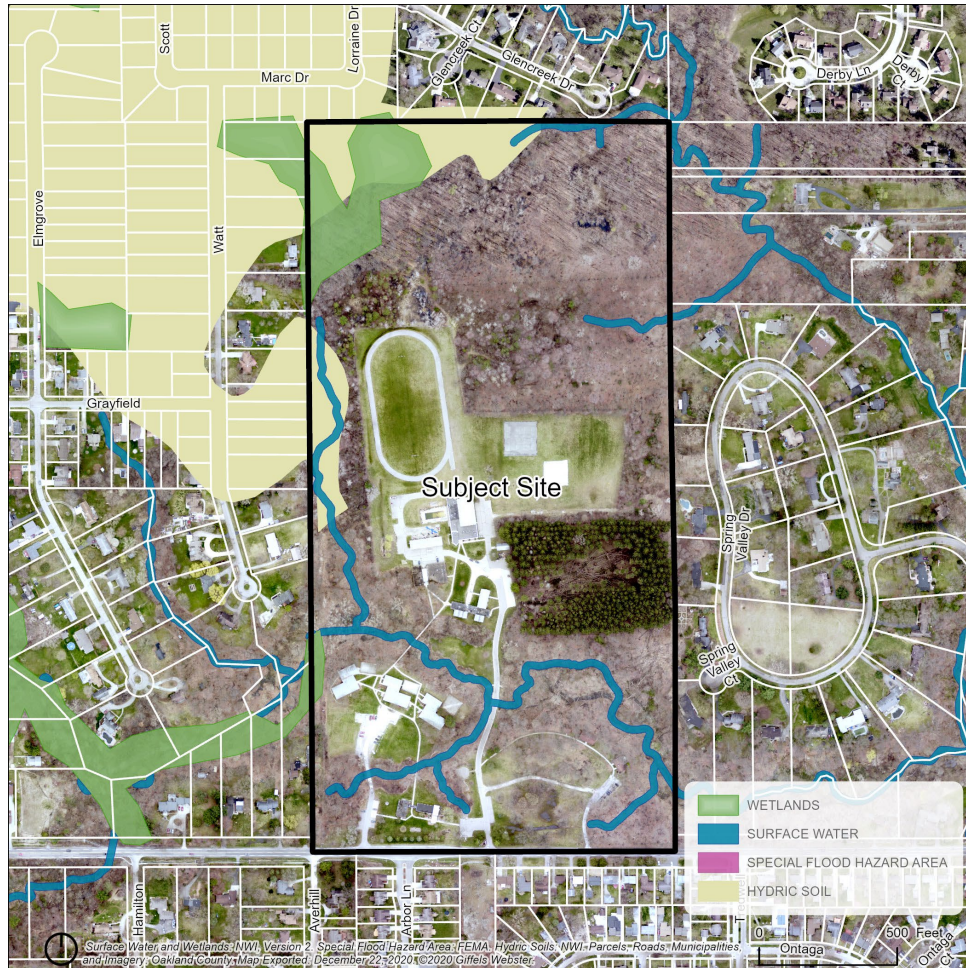 Scott
Lorraine Dr
Marc Dr
Glencreek Ct
Glencreek Dr
Derby Ln
Derby Ct
Elmgrove
Watt
Grayfield
Subject Site
Spring
Valley Dr
Spring
Valley
Ct
WETLANDS
SURFACE WATER
SPECIAL FLOOD HAZARD AREA
HYDRIC SOIL
Hamilton
Averhill
Arbor Ln
0 500 Feet
Ontaga
Ontaga
Ct
Surface Water and Wetlands: NWI, Version 2. Special Flood Hazard Area: FEMA. Hydric Soils: NWI. Parcels, Roads, Municipalities,
and Imagery: Oakland County. Map Exported: December 22, 2020. ©2020 Giffels Webster.